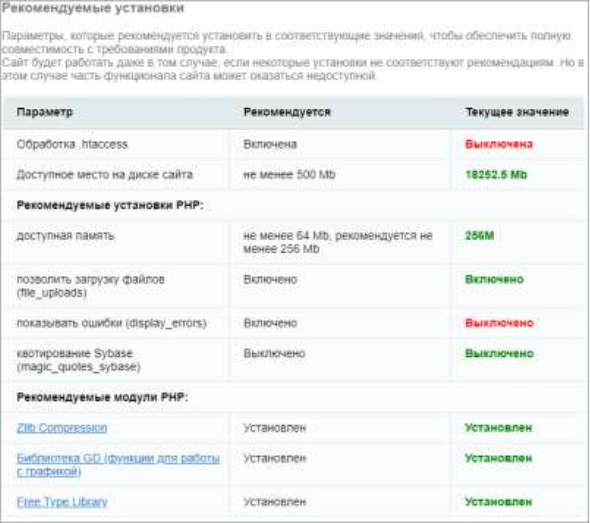 Рекомендуемые установки
Параметры, которые рекомендуется установить в соответствующие значения, чтобы обеспечить полную
совместимость с требованиями продукта.
Сайт будет работать даже в том случае, если некоторые установки не соответствуют рекомендациям. Но в
этом случае часть функционала сайта может оказаться недоступной.
Параметр Рекомендуется Текущее значение
Обработка .htaccess Включена Выключена
Доступное место на диске сайта не менее 500 Mb 18252.5 Mb
Рекомендуемые установки PHP:
доступная память не менее 64 Mb, рекомендуется не 256M
менее 256 Mb
позволить загрузку файлов Включено Включено
(file_uploads)
показывать ошибки (display_errors) Включено Выключено
квотирование Sybase Выключено Выключено
(magic_quotes_sybase)
Рекомендуемые модули PHP:
Zlib Compression Установлен Установлен
Библиотека GD (функции для работы Установлен Установлен
с графикой)
Free Type Library Установлен Установлен